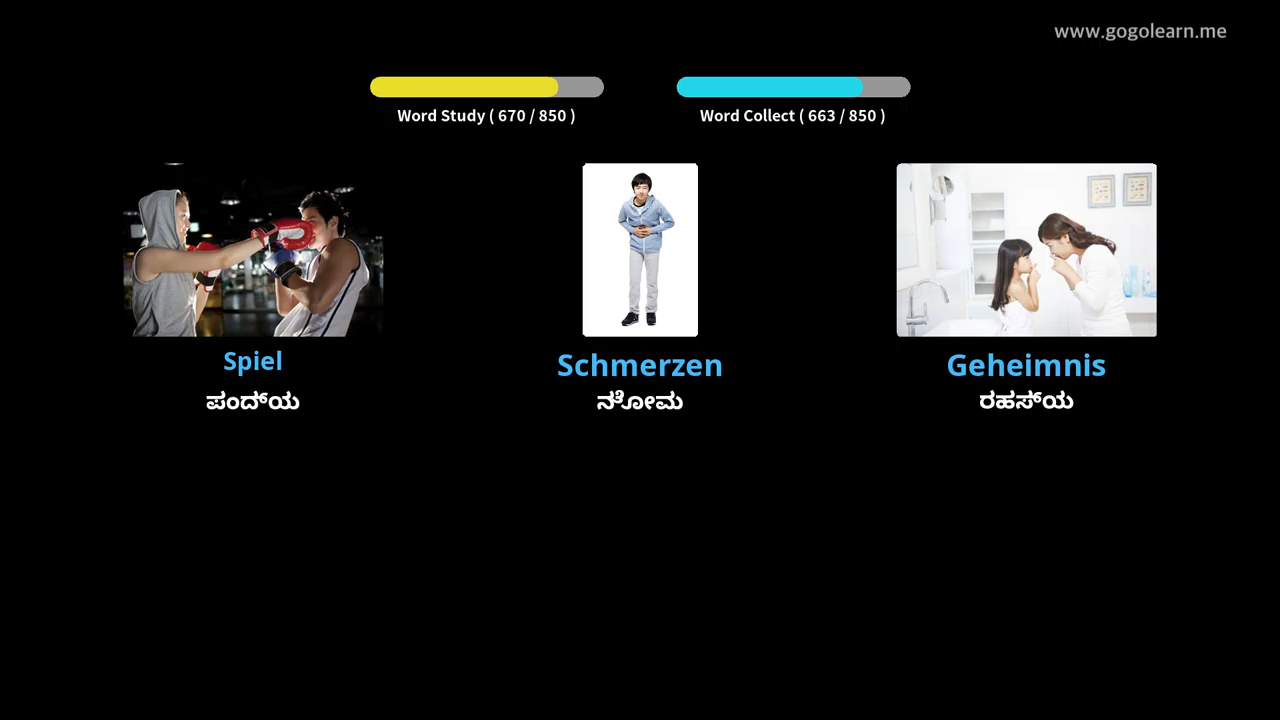 www.gogolearn.me
Word Study ( 670 / 850 )
Word Collect ( 663 / 850 )
Spiel
Schmerzen
Geheimnis
ಪಂದ್ಯ
ನೋಮ
ರಹಸ್ಯ